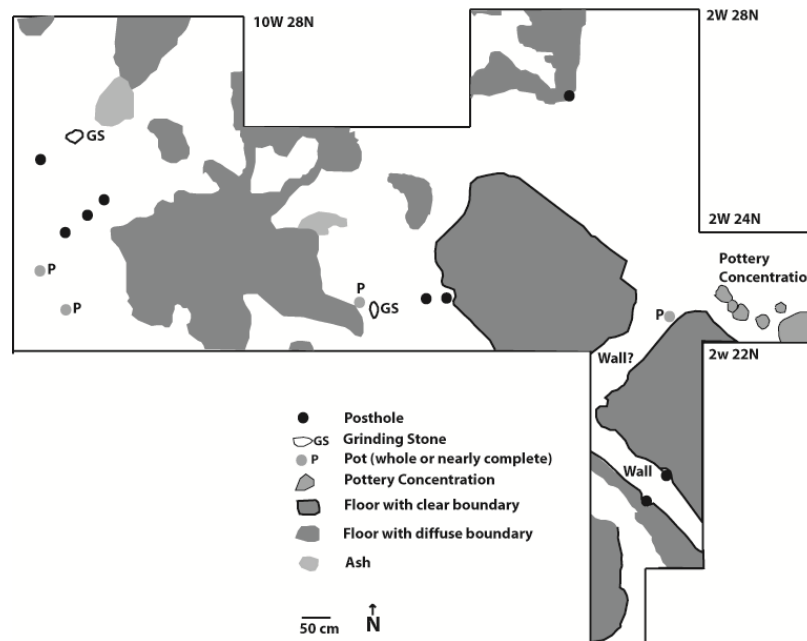 10W 28N
2W 28N
GS
2W 24N
P
Pottery
Concentration
P
P
GS
P
Wall?
2w 22N
Wall
Posthole
GS Grinding Stone
P Pot (whole or nearly complete)
Pottery Concentration
Floor with clear boundary
Floor with diffuse boundary
Ash
50 cm N